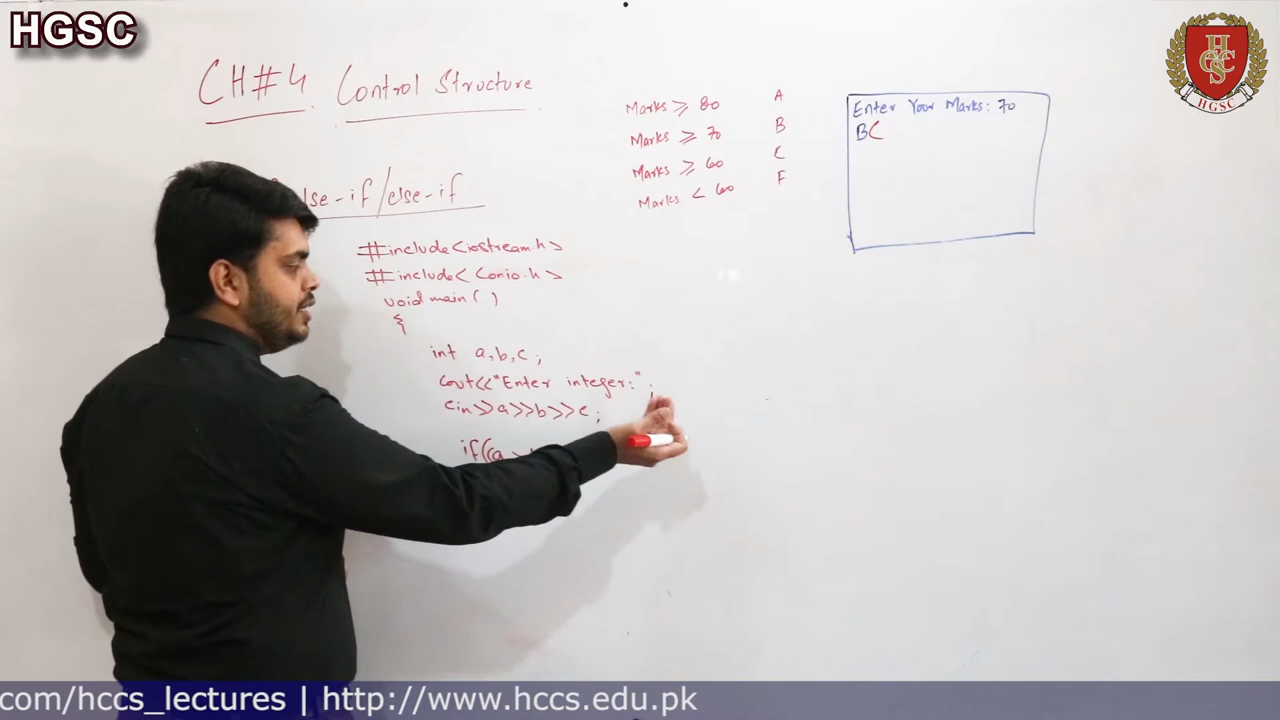 HGSC
CH#4 Control Structure
lse-if/else-if
#include<iostream.h>
#include<conio.h>
void main()
{
int a,b,c;
cout<<"Enter integer:";
cin>>a>>b>>c;
if((a >
Marks ≥ 80 A
Marks ≥ 70 B
Marks ≥ 60 C
Marks < 60 F
Enter Your Marks: 70
BC
HGSC
com/hccs_lectures | http://www.hccs.edu.pk